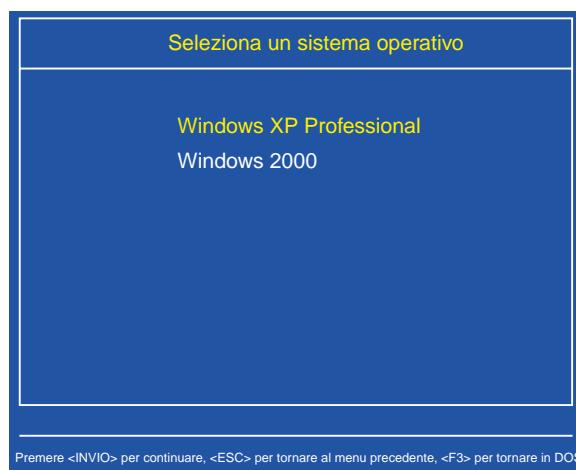 Seleziona un sistema operativo
Windows XP Professional
Windows 2000
Premere <INVIO> per continuare, <ESC> per tornare al menu precedente, <F3> per tornare in DOS